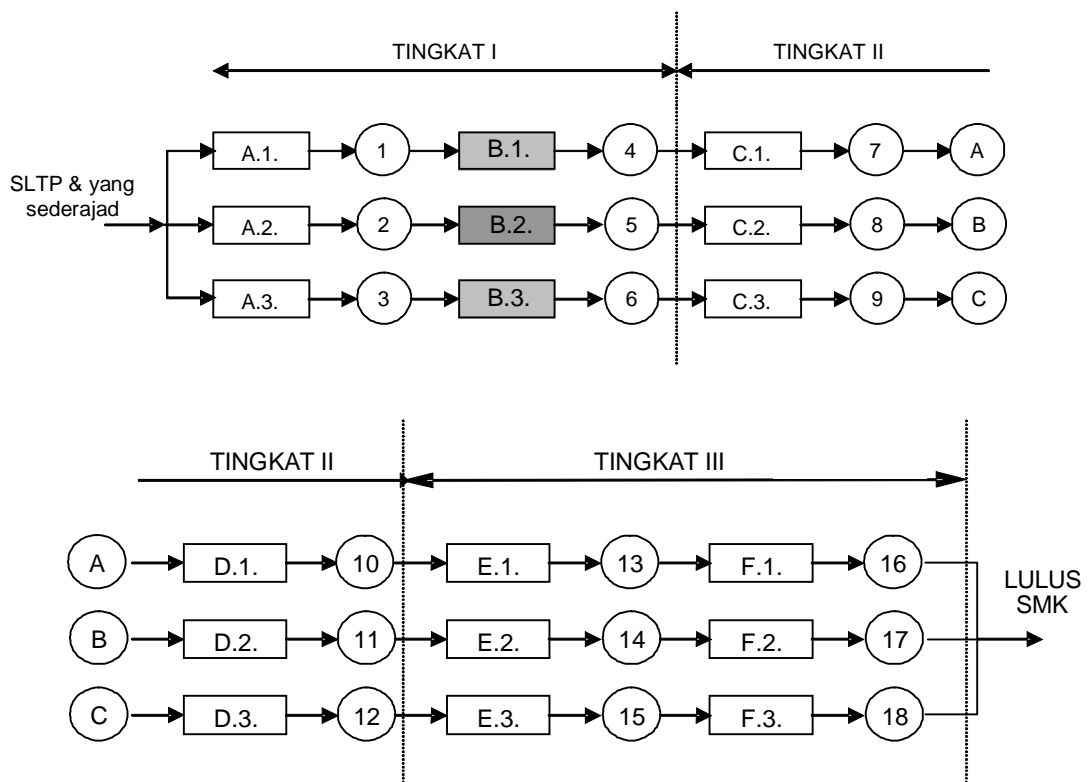 TINGKAT I
TINGKAT II
A.1. 1 B.1. 4 C.1. 7 A
SLTP & yang
sederajad
A.2. 2 B.2. 5 C.2. 8 B
A.3. 3 B.3. 6 C.3. 9 C
TINGKAT II
TINGKAT III
A D.1. 10 E.1. 13 F.1. 16
LULUS
SMK
B D.2. 11 E.2. 14 F.2. 17
C D.3. 12 E.3. 15 F.3. 18